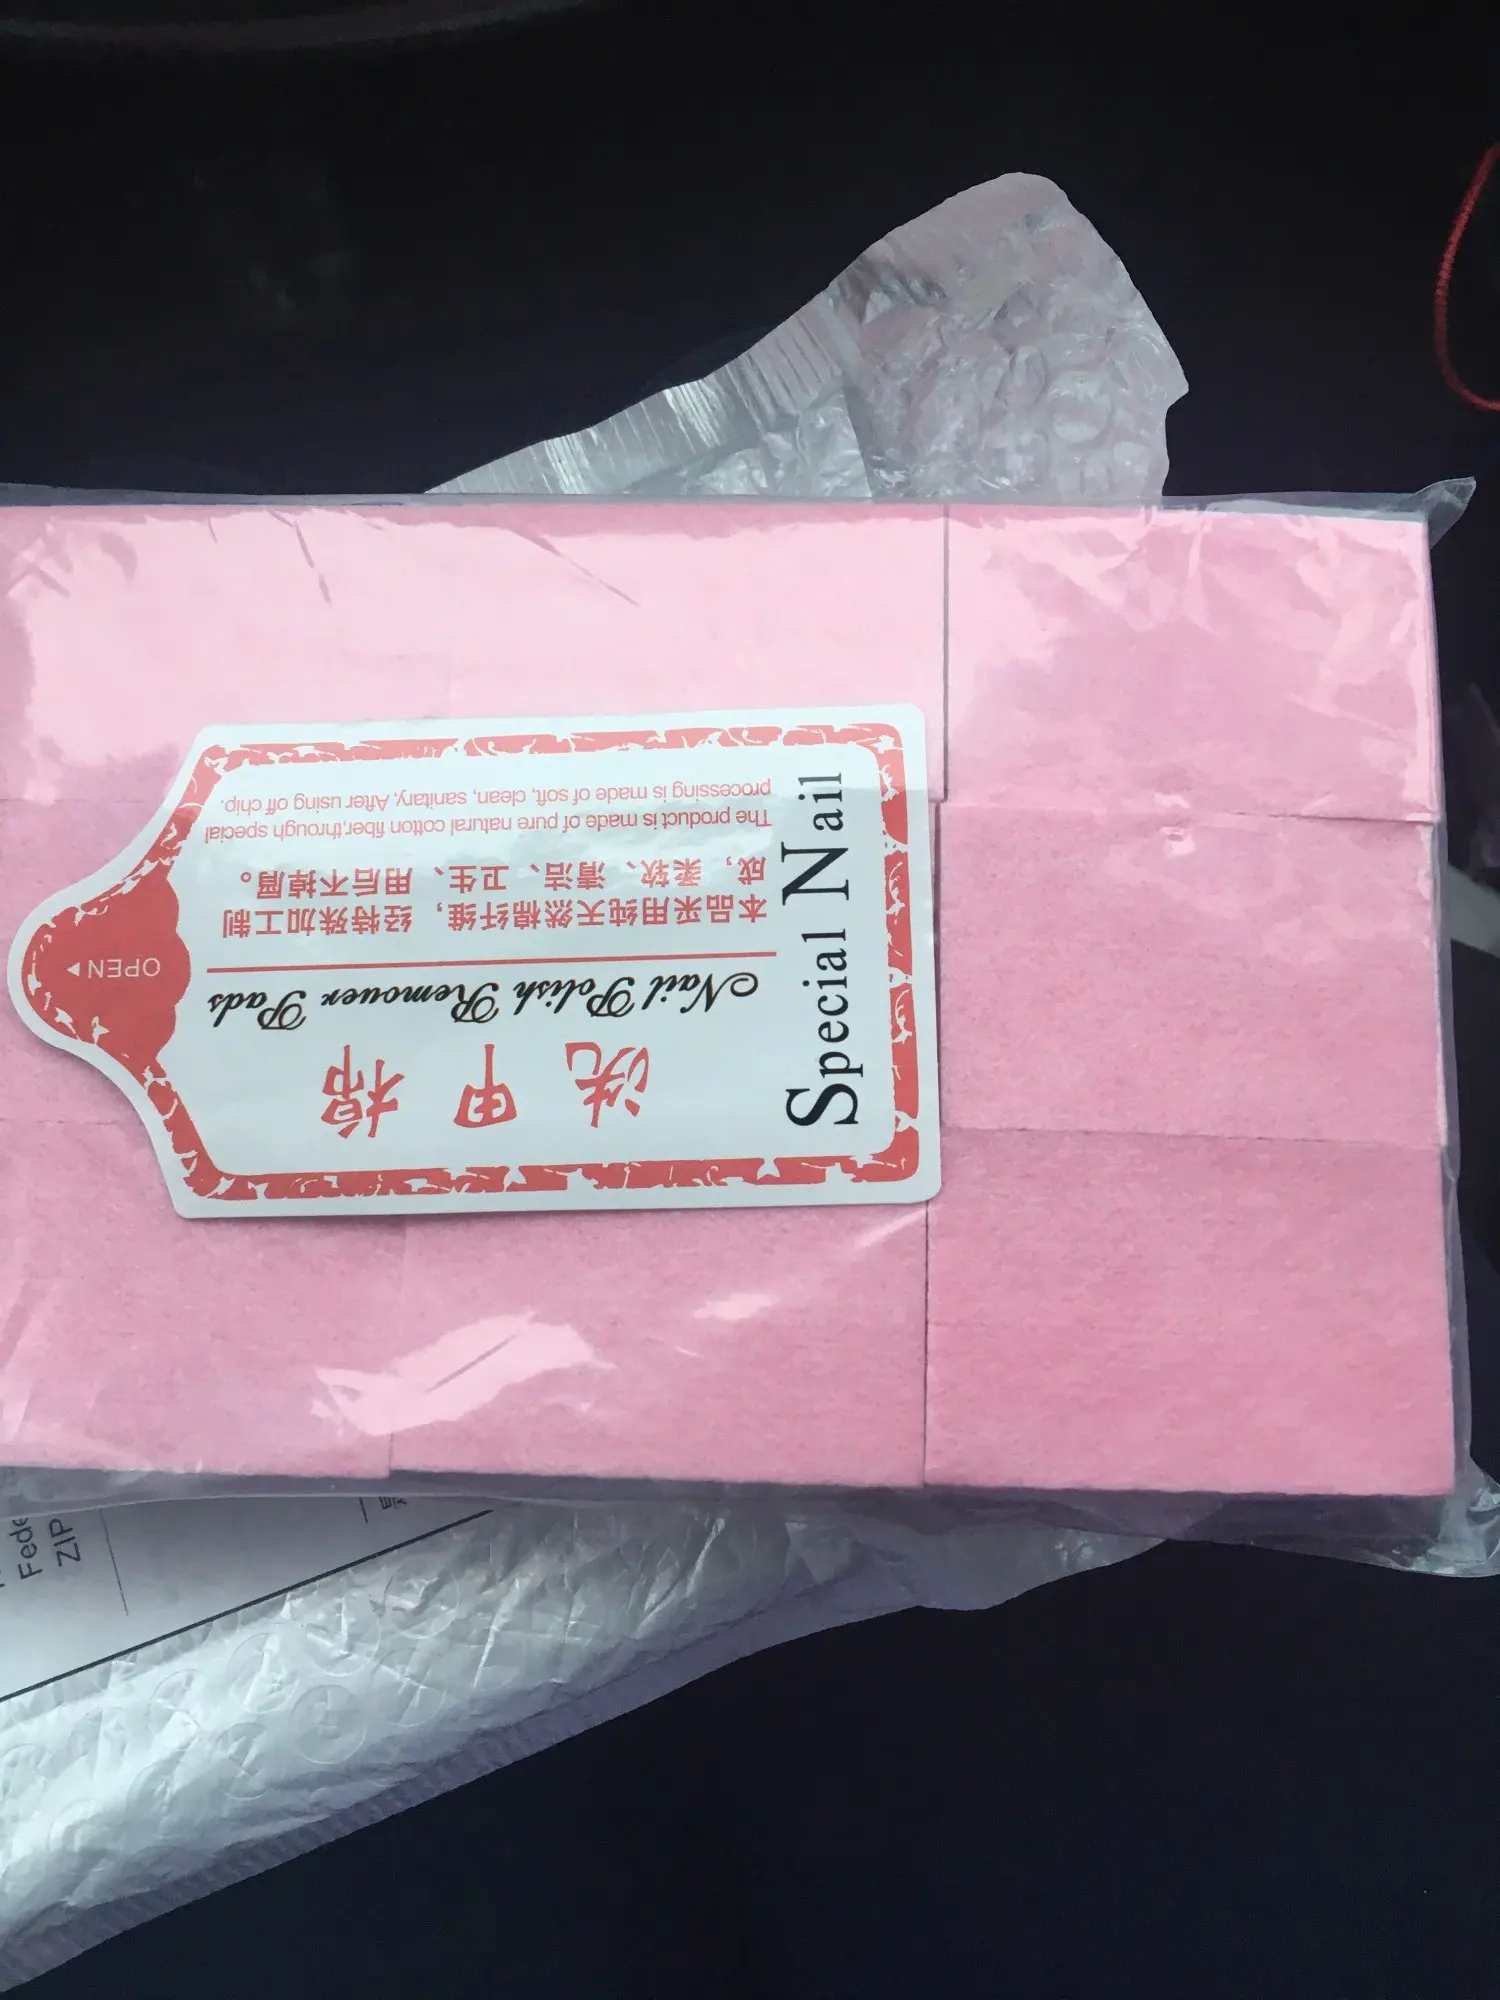 Special Nail
洗甲棉
Nail Polish Remouer Pads
本品采用纯天然棉纤维，经特殊加工制
成，柔软、清洁、卫生、用后不掉屑。
The product is made of pure natural cotton fiber,through special
processing is made of soft, clean, sanitary, After using off chip.
OPEN
Fede
ZIP